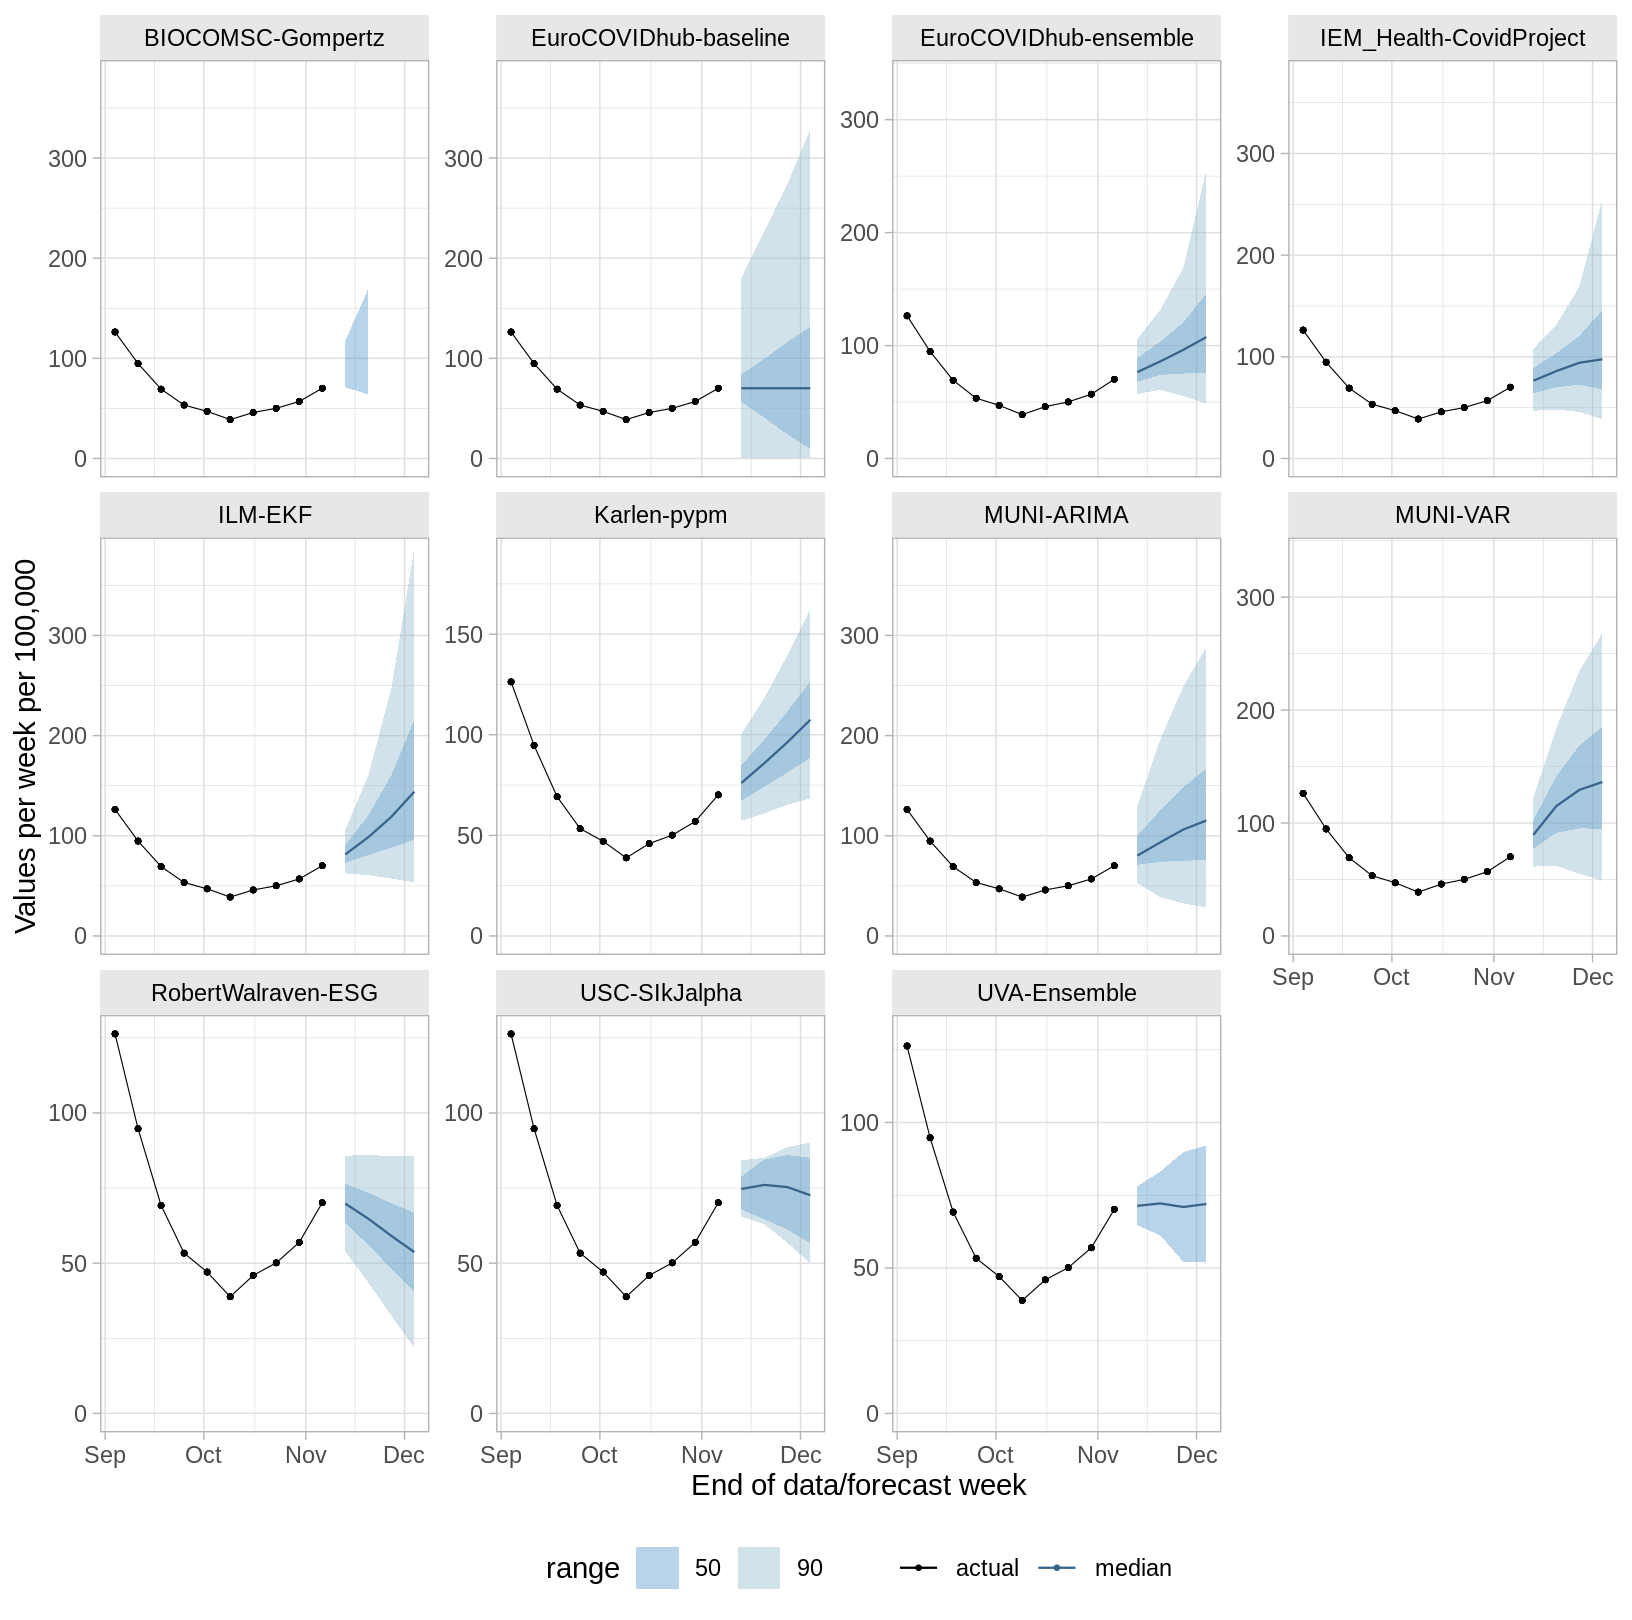 BIOCOMSC-Gompertz
EuroCOVIDhub-baseline
EuroCOVIDhub-ensemble
IEM_Health-CovidProject
300
200
100
0
300
200
100
0
300
200
100
0
300
200
100
0
ILM-EKF
Karlen-pypm
MUNI-ARIMA
MUNI-VAR
Values per week per 100,000
300
200
100
0
150
100
50
0
300
200
100
0
300
200
100
0
Sep Oct Nov Dec
RobertWalraven-ESG
USC-SIkJalpha
UVA-Ensemble
100
50
0
100
50
0
100
50
0
Sep Oct Nov Dec
Sep Oct Nov Dec
Sep Oct Nov Dec
End of data/forecast week
range 50 90 actual median